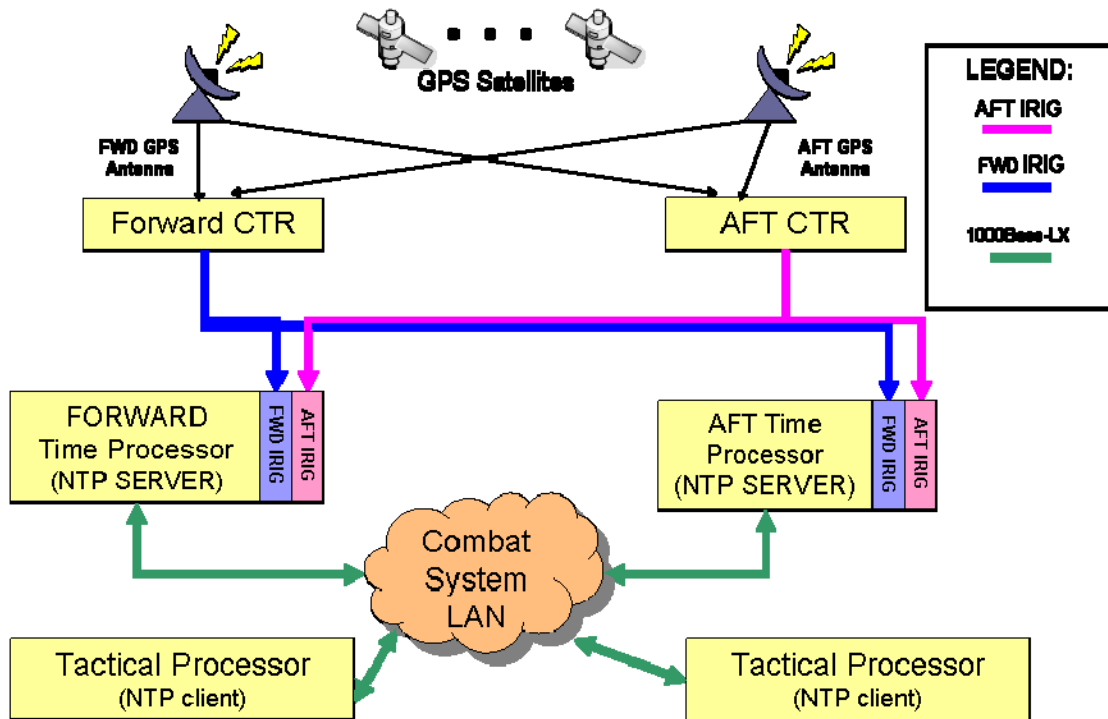 GPS Satellites
FWD GPS
Antenna
AFT GPS
Antenna
LEGEND:
AFT IRIG
FWD IRIG
1000Base-LX
Forward CTR
AFT CTR
FORWARD
Time Processor
(NTP SERVER)
FWD IRIG
AFT IRIG
AFT Time
Processor
(NTP SERVER)
FWD IRIG
AFT IRIG
Combat
System
LAN
Tactical Processor
(NTP client)
Tactical Processor
(NTP client)